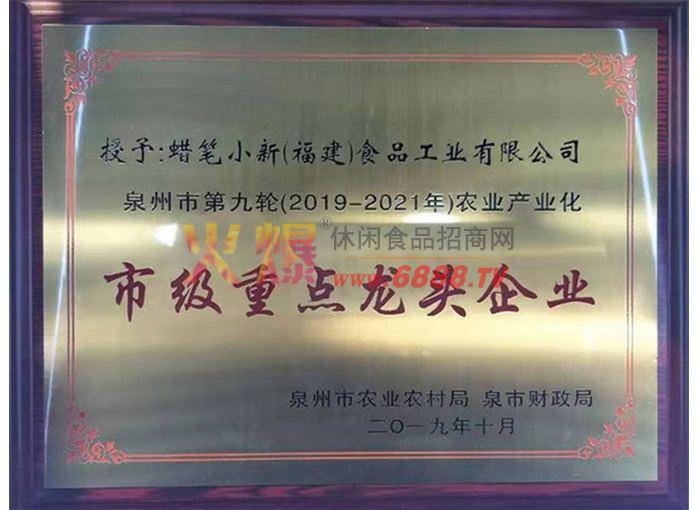 授予:蜡笔小新(福建)食品工业有限公司
泉州市第九轮(2019-2021年)农业产业化
火爆®休闲食品招商网
www.6888.TV
市级重点龙头企业
泉州市农业农村局 泉市财政局
二〇一九年十月